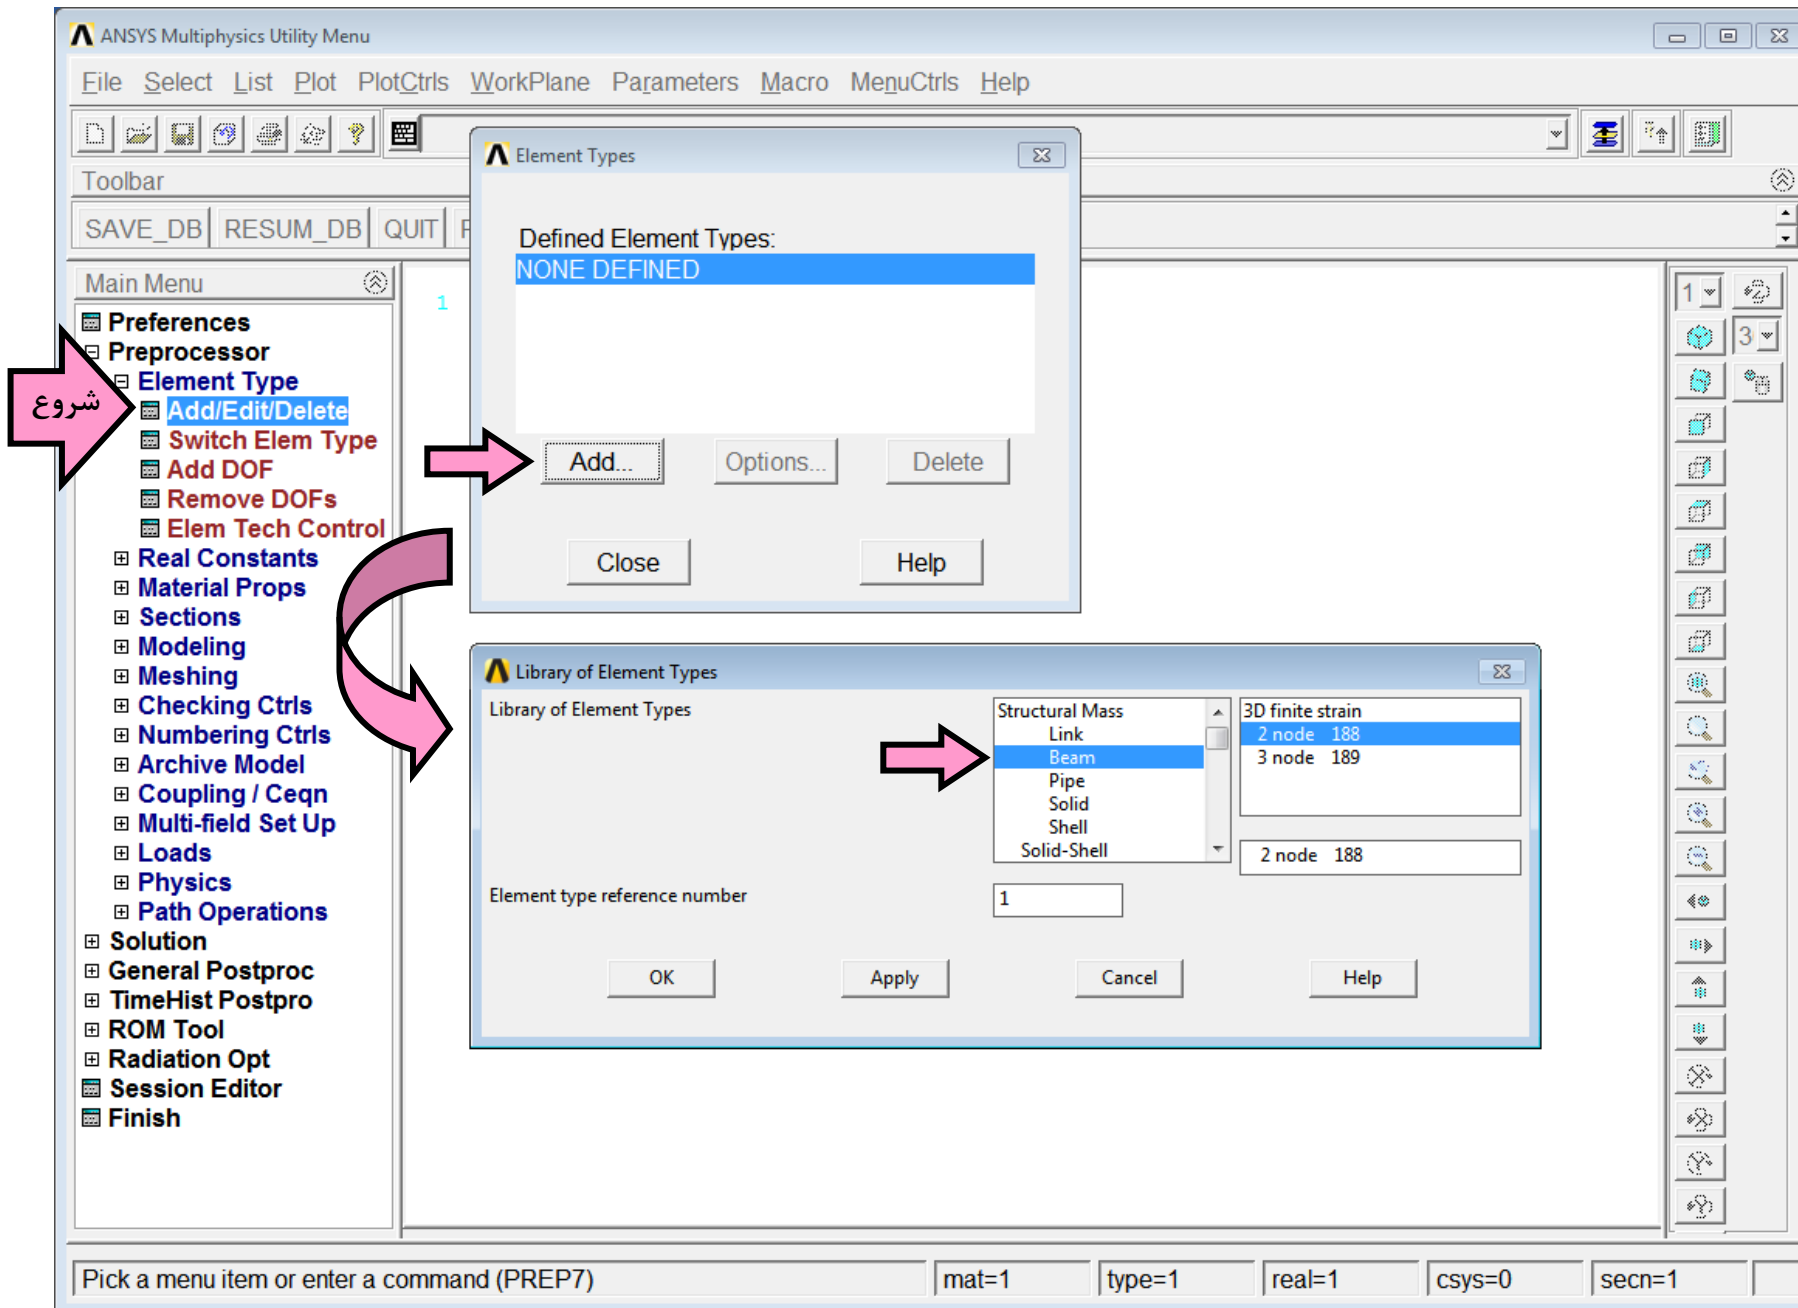 ANSYS Multiphysics Utility Menu
File Select List Plot PlotCtrls WorkPlane Parameters Macro MenuCtrls Help
Toolbar
SAVE_DB RESUM_DB QUIT
Main Menu
Preferences
Preprocessor
Element Type
Add/Edit/Delete
Switch Elem Type
Add DOF
Remove DOFs
Elem Tech Control
Real Constants
Material Props
Sections
Modeling
Meshing
Checking Ctrls
Numbering Ctrls
Archive Model
Coupling / Ceqn
Multi-field Set Up
Loads
Physics
Path Operations
Solution
General Postproc
TimeHist Postpro
ROM Tool
Radiation Opt
Session Editor
Finish
شروع
1
Element Types
Defined Element Types:
NONE DEFINED
Add... Options... Delete
Close Help
Library of Element Types
Library of Element Types
Structural Mass
Link
Beam
Pipe
Solid
Shell
Solid-Shell
3D finite strain
2 node 188
3 node 189
2 node 188
Element type reference number
1
OK Apply Cancel Help
1
3
Pick a menu item or enter a command (PREP7) mat=1 type=1 real=1 csys=0 secn=1